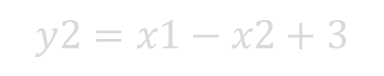 y2 = x1 − x2 + 3